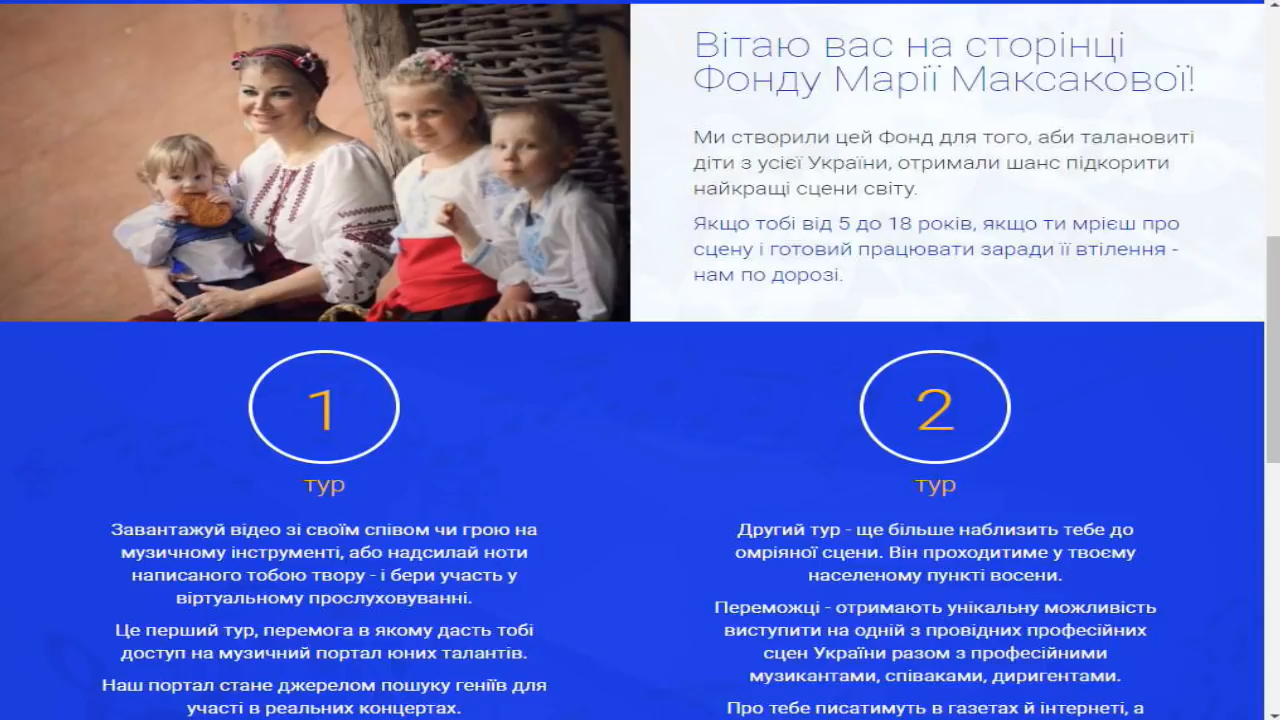 Вітаю вас на сторінці
Фонду Марії Максакової!
Ми створили цей Фонд для того, аби талановиті
діти з усієї України, отримали шанс підкорити
найкращі сцени світу.
Якщо тобі від 5 до 18 років, якщо ти мрієш про
сцену і готовий працювати заради її втілення -
нам по дорозі.
1
тур
Завантажуй відео зі своїм співом чи грою на
музичному інструменті, або надсилай ноти
написаного тобою твору - і бери участь у
віртуальному прослуховуванні.
Це перший тур, перемога в якому дасть тобі
доступ на музичний портал юних талантів.
Наш портал стане джерелом пошуку геніїв для
участі в реальних концертах.
2
тур
Другий тур - ще більше наблизить тебе до
омріяної сцени. Він проходитиме у твоєму
населеному пункті восени.
Переможці - отримають унікальну можливість
виступити на одній з провідних професійних
сцен України разом з професійними
музикантами, співаками, диригентами.
Про тебе писатимуть в газетах й інтернеті, а